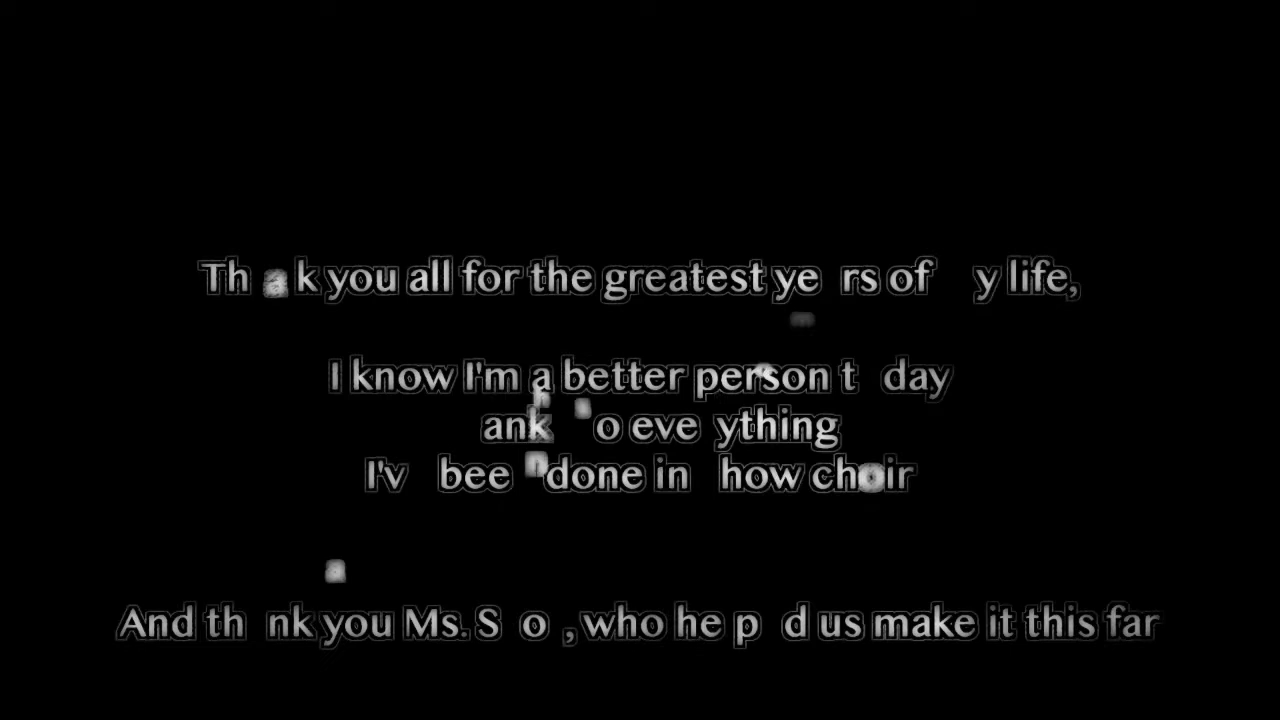 Th a k you all for the greatest ye rs of y life,
I know I'm a better person t day
ank o eve ything
I'v bee done in how choir
And th nk you Ms. S o , who he p d us make it this far